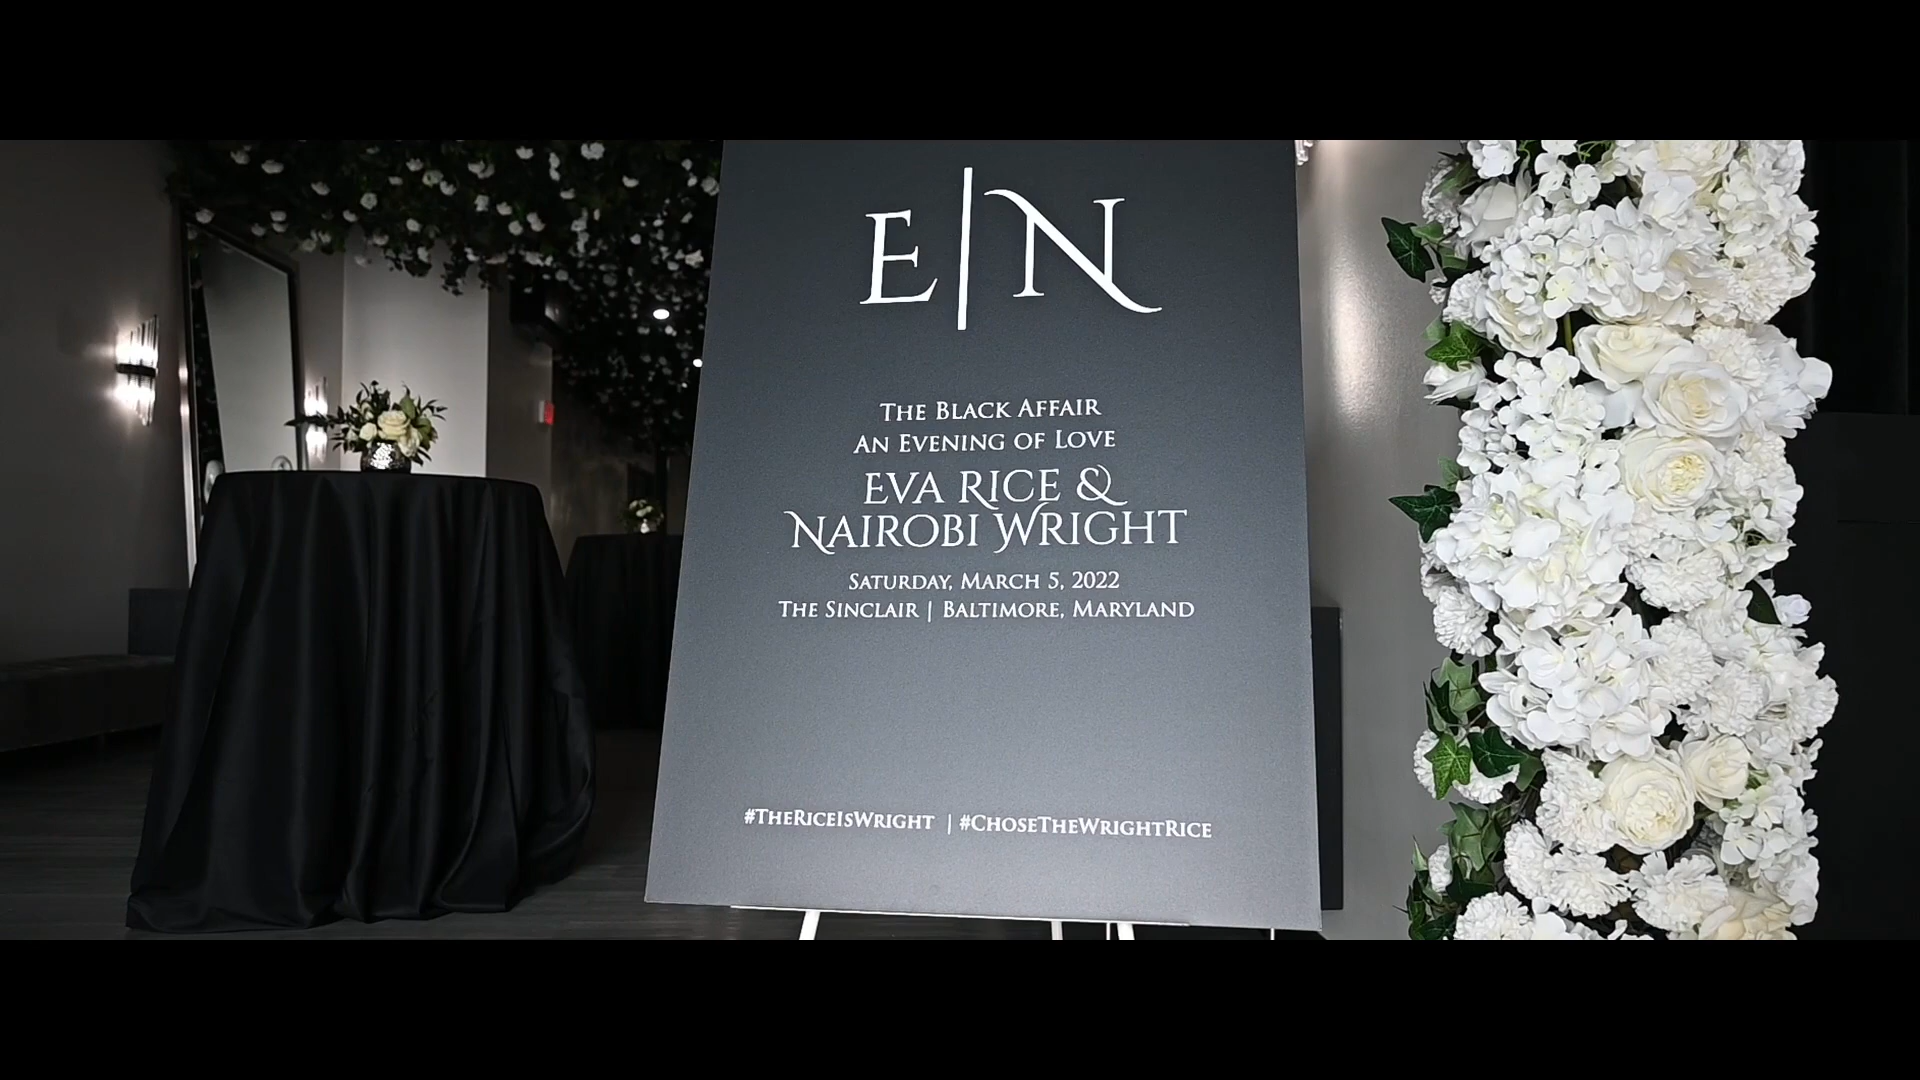 E|N
The Black Affair
An Evening of Love
Eva Rice &
Nairobi Wright
Saturday, March 5, 2022
The Sinclair | Baltimore, Maryland
#TheRiceIsWright | #ChoseTheWrightRice